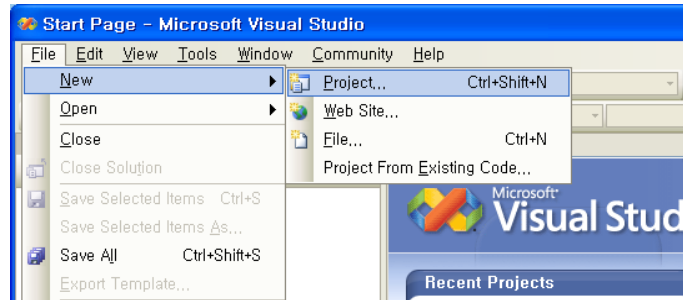 Start Page - Microsoft Visual Studio
File Edit View Tools Window Community Help
New
Project... Ctrl+Shift+N
Open
Web Site...
Close
File... Ctrl+N
Close Solution
Project From Existing Code...
Save Selected Items Ctrl+S
Save Selected Items As...
Save All Ctrl+Shift+S
Export Template...
Microsoft
Visual Stud
Recent Projects